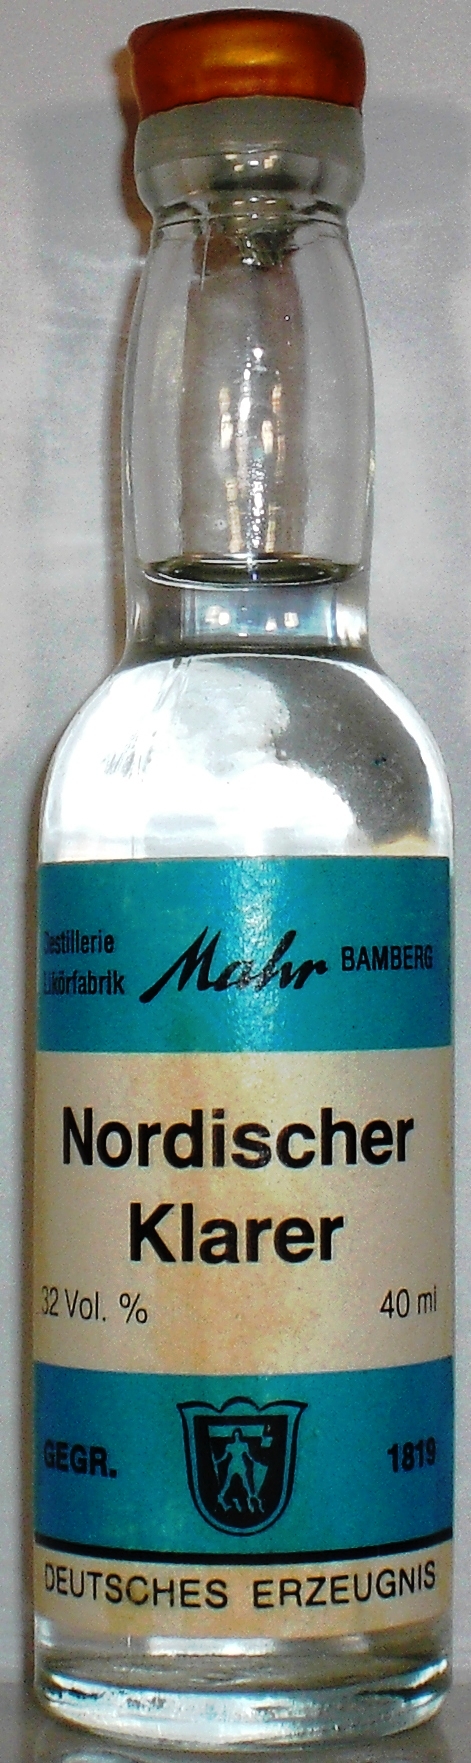 Destillerie
Likörfabrik
Mahr
BAMBERG
Nordischer
Klarer
32 Vol. %
40 ml
GEGR.
1819
DEUTSCHES ERZEUGNIS